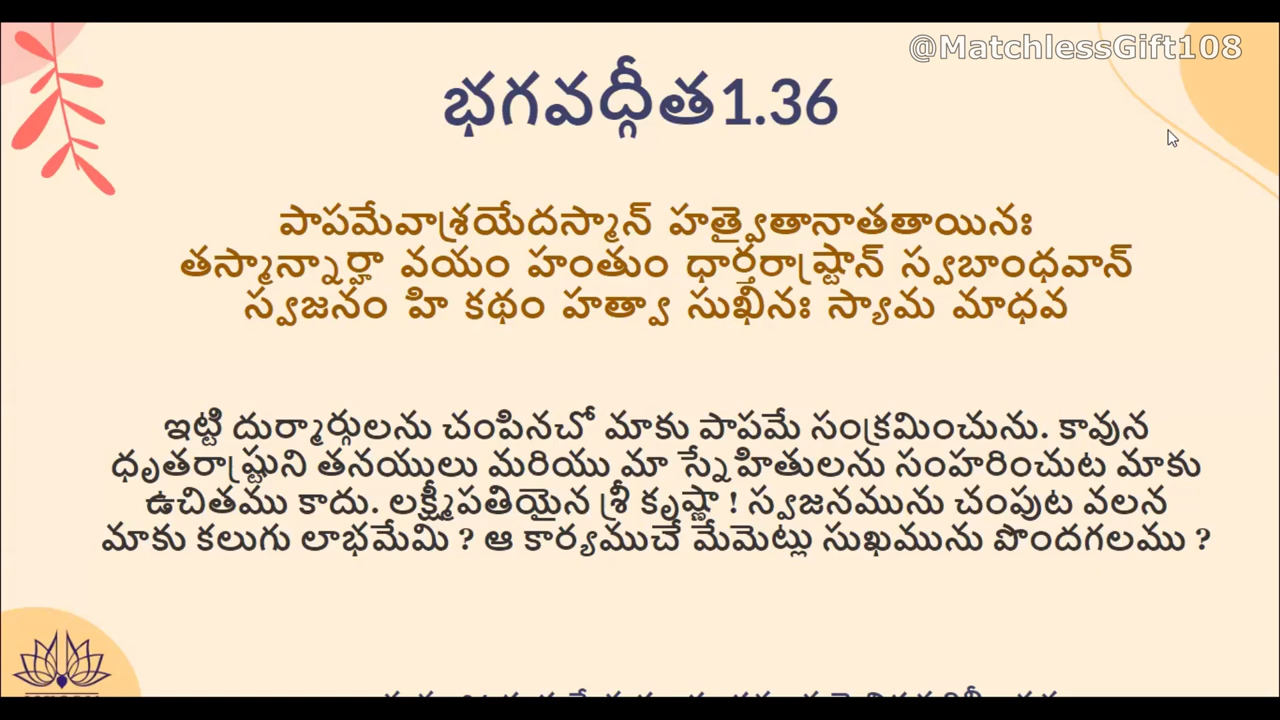 @MatchlessGift108
భగవద్గీత1.36
పాపమేవాశ్రయేదస్మాన్ హత్వైతానాతతాయినః
తస్మాన్నార్హా వయం హంతుం ధార్తరాష్ట్రాన్ స్వబాంధవాన్
స్వజనం హి కథం హత్వా సుఖినః స్యామ మాధవ
ఇట్టి దుర్మార్గులను చంపినచో మాకు పాపమే సంక్రమించును. కావున
ధృతరాష్ట్రుని తనయులు మరియు మా స్నేహితులను సంహరించుట మాకు
ఉచితము కాదు. లక్ష్మీపతియైన శ్రీ కృష్ణా ! స్వజనమును చంపుట వలన
మాకు కలుగు లాభమేమి ? ఆ కార్యముచే మేమెట్లు సుఖమును పొందగలము ?